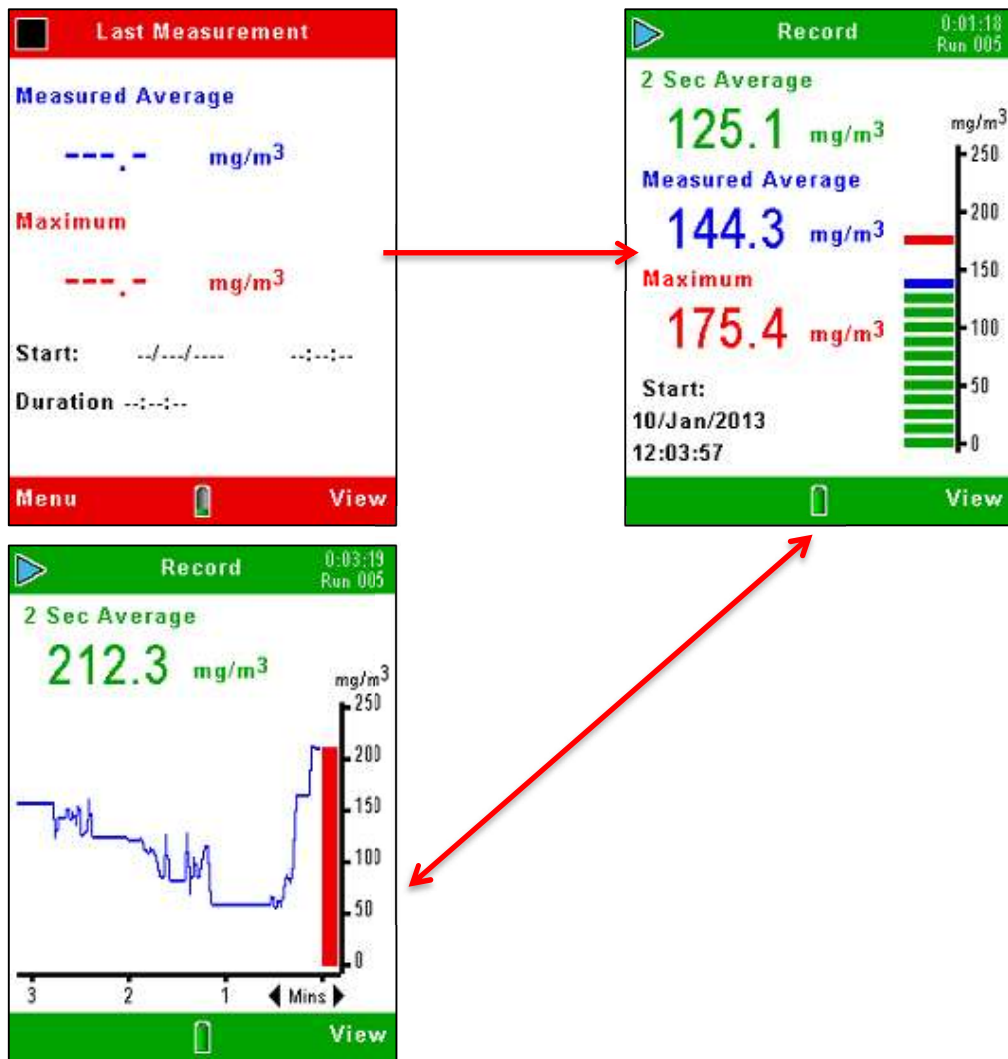 Last Measurement
Measured Average
---.- mg/m³
Maximum
---.- mg/m³
Start: --/---/---- --:--:--
Duration --:--:--
Menu View
Record 0:01:18
Run 005
2 Sec Average
125.1 mg/m³
Measured Average
144.3 mg/m³
Maximum
175.4 mg/m³
Start:
10/Jan/2013
12:03:57
mg/m³
250
200
150
100
50
0
View
Record 0:03:19
Run 005
2 Sec Average
212.3 mg/m³
mg/m³
250
200
150
100
50
0
3 2 1 Mins
View